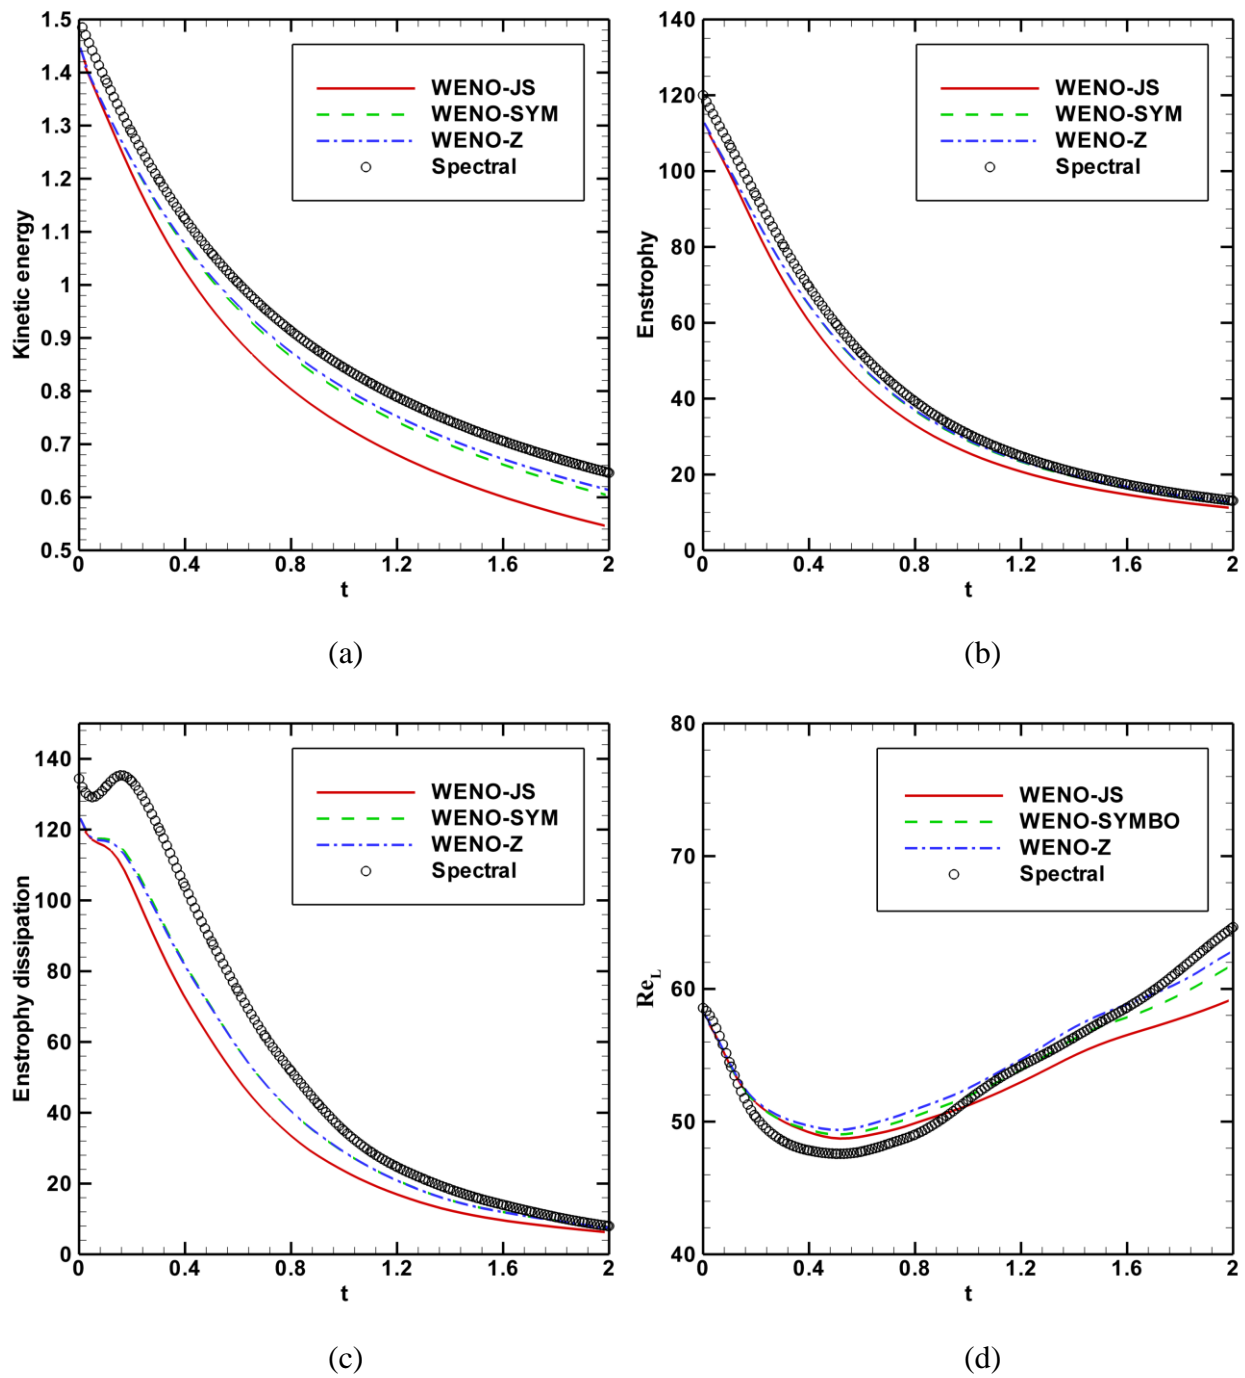 1.5
1.4
1.3
1.2
1.1
1
0.9
0.8
0.7
0.6
0.5
Kinetic energy
0 0.4 0.8 1.2 1.6 2
t
WENO-JS
WENO-SYM
WENO-Z
Spectral
(a)
140
120
100
80
60
40
20
0
Enstrophy
0 0.4 0.8 1.2 1.6 2
t
WENO-JS
WENO-SYM
WENO-Z
Spectral
(b)
140
120
100
80
60
40
20
0
Enstrophy dissipation
0 0.4 0.8 1.2 1.6 2
t
WENO-JS
WENO-SYM
WENO-Z
Spectral
(c)
80
70
60
50
40
Re_L
0 0.4 0.8 1.2 1.6 2
t
WENO-JS
WENO-SYMBO
WENO-Z
Spectral
(d)